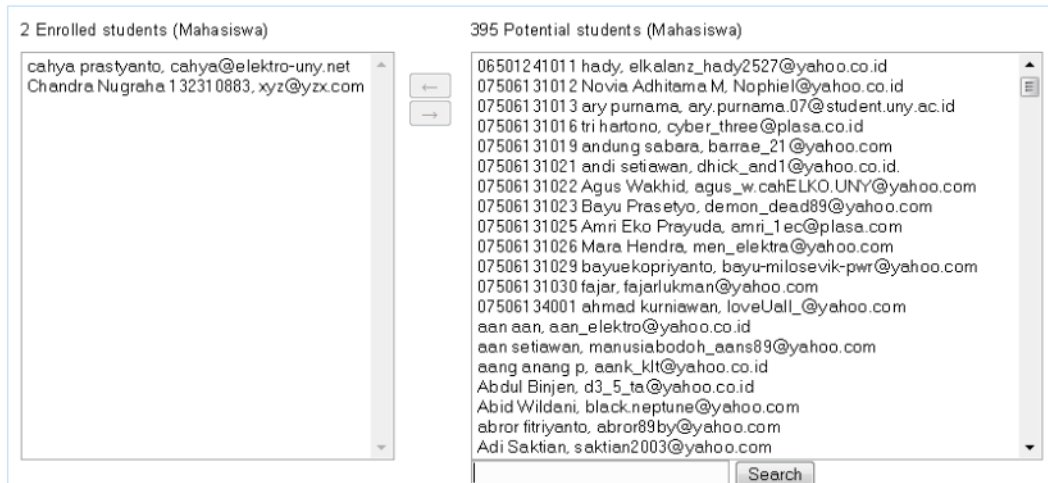 2 Enrolled students (Mahasiswa)
cahya prastyanto, cahya@elektro-uny.net
Chandra Nugraha 132310883, xyz@yzx.com
395 Potential students (Mahasiswa)
06501241011 hady, elkalanz_hady2527@yahoo.co.id
07506131012 Novia Adhitama M, Nophiel@yahoo.co.id
07506131013 ary purnama, ary.purnama.07@student.uny.ac.id
07506131016 tri hartono, cyber_three@plasa.co.id
07506131019 andung sabara, barrae_21@yahoo.com
07506131021 andi setiawan, dhick_and1@yahoo.co.id.
07506131022 Agus Wakhid, agus_w.cahELKO.UNY@yahoo.com
07506131023 Bayu Prasetyo, demon_dead89@yahoo.com
07506131025 Amri Eko Prayuda, amri_1ec@plasa.com
07506131026 Mara Hendra, men_elektra@yahoo.com
07506131029 bayuekopriyanto, bayu-milosevik-pwr@yahoo.com
07506131030 fajar, fajarlukman@yahoo.com
07506134001 ahmad kurniawan, loveUall_@yahoo.com
aan aan, aan_elektro@yahoo.co.id
aan setiawan, manusiabodoh_aans89@yahoo.com
aang anang p, aank_klt@yahoo.co.id
Abdul Binjen, d3_5_ta@yahoo.co.id
Abid Wildani, black.neptune@yahoo.com
abror fitriyanto, abror89by@yahoo.com
Adi Saktian, saktian2003@yahoo.com
Search